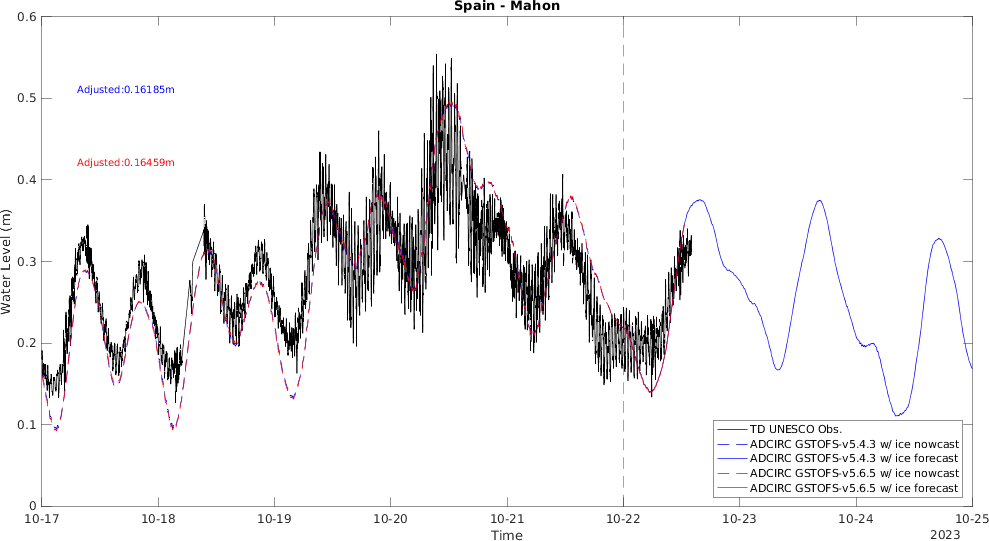 Spain - Mahon
0.6
0.5
0.4
0.3
0.2
0.1
0
Water Level (m)
Adjusted:0.16185m
Adjusted:0.16459m
TD UNESCO Obs.
ADCIRC GSTOFS-v5.4.3 w/ ice nowcast
ADCIRC GSTOFS-v5.4.3 w/ ice forecast
ADCIRC GSTOFS-v5.6.5 w/ ice nowcast
ADCIRC GSTOFS-v5.6.5 w/ ice forecast
10-17 10-18 10-19 10-20 10-21 10-22 10-23 10-24 10-25
Time
2023